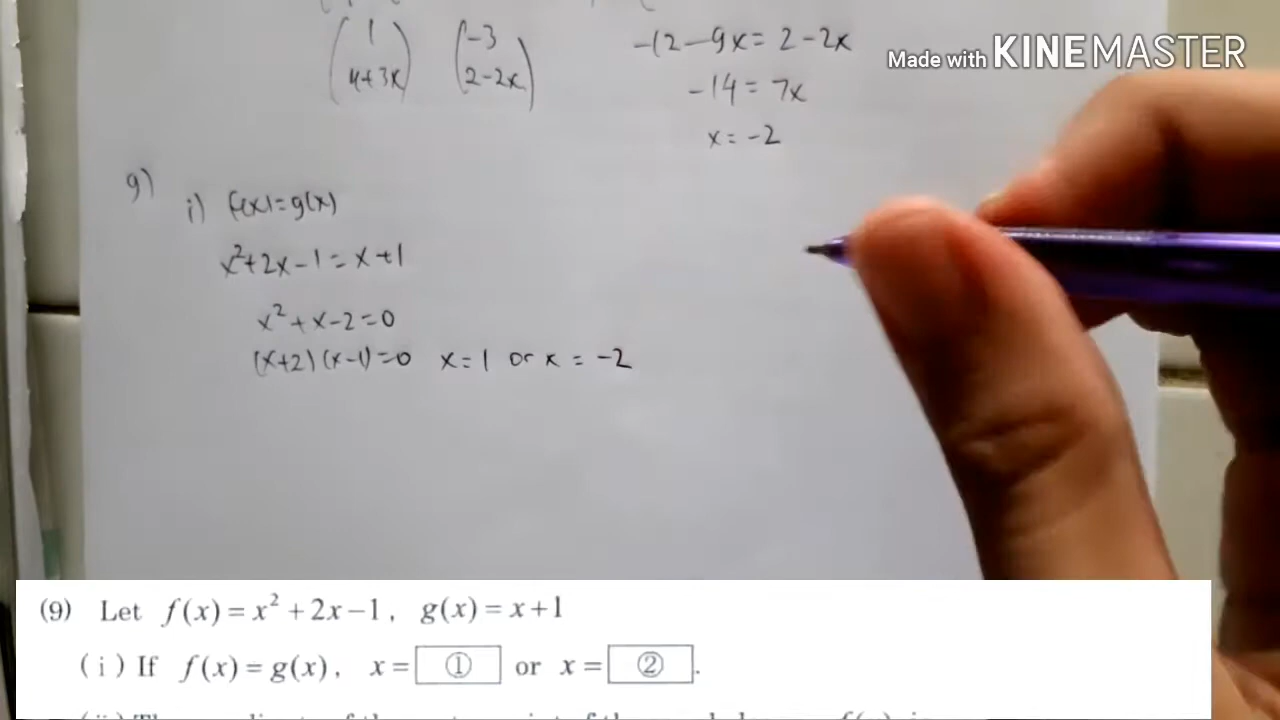 Made with KINEMASTER
(1 4+3x) (-3 2-2x)
-12-9x=2-2x
-14=7x
x=-2
9)
i) f(x)=g(x)
x²+2x-1=x+1
x²+x-2=0
(x+2)(x-1)=0 x=1 or x=-2
(9) Let f(x)=x²+2x-1, g(x)=x+1
(i) If f(x)=g(x), x= ① or x= ②.